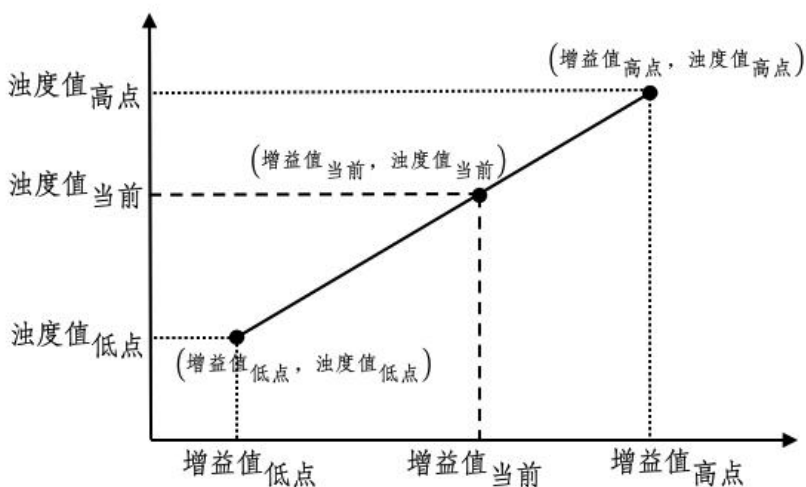 (增益值高点，浊度值高点)
浊度值高点
(增益值当前，浊度值当前)
浊度值当前
浊度值低点
(增益值低点，浊度值低点)
增益值低点 增益值当前 增益值高点